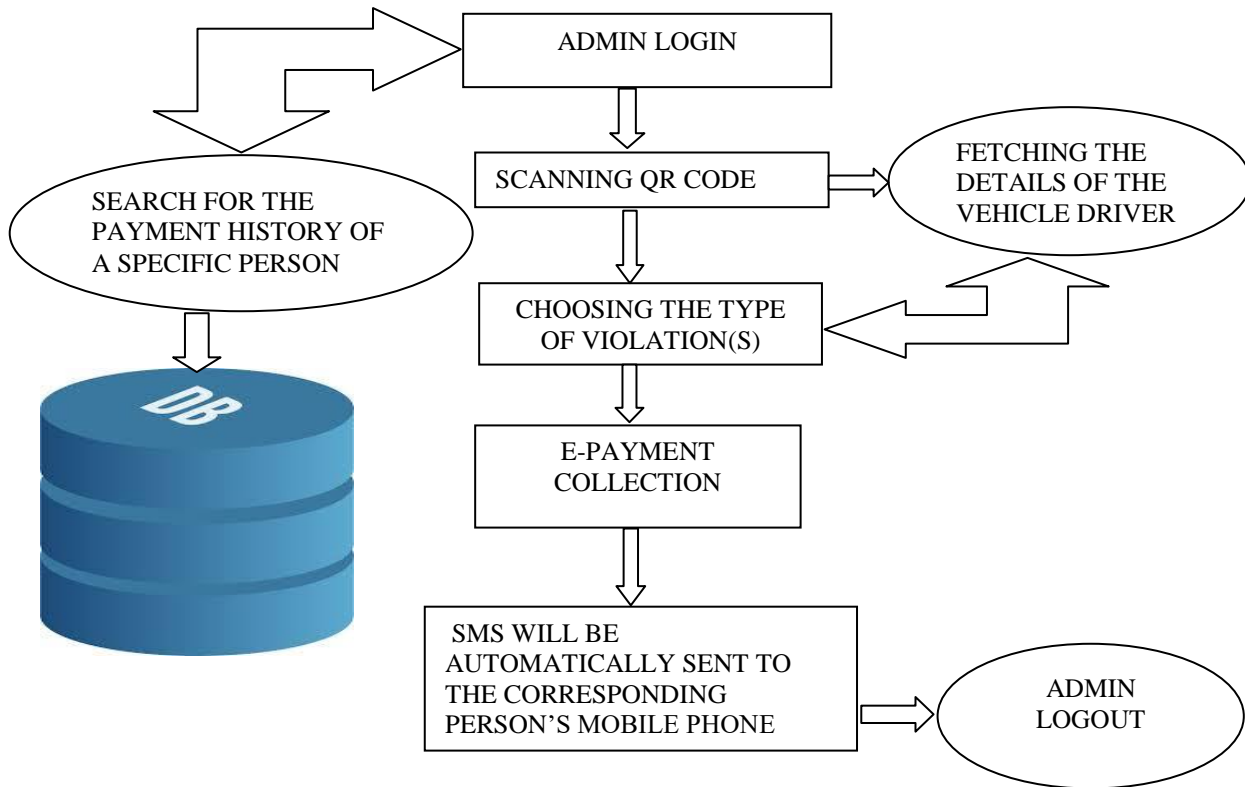 ADMIN LOGIN
SCANNING QR CODE
FETCHING THE
DETAILS OF THE
VEHICLE DRIVER
SEARCH FOR THE
PAYMENT HISTORY OF
A SPECIFIC PERSON
CHOOSING THE TYPE
OF VIOLATION(S)
DB
E-PAYMENT
COLLECTION
SMS WILL BE
AUTOMATICALLY SENT TO
THE CORRESPONDING
PERSON’S MOBILE PHONE
ADMIN
LOGOUT